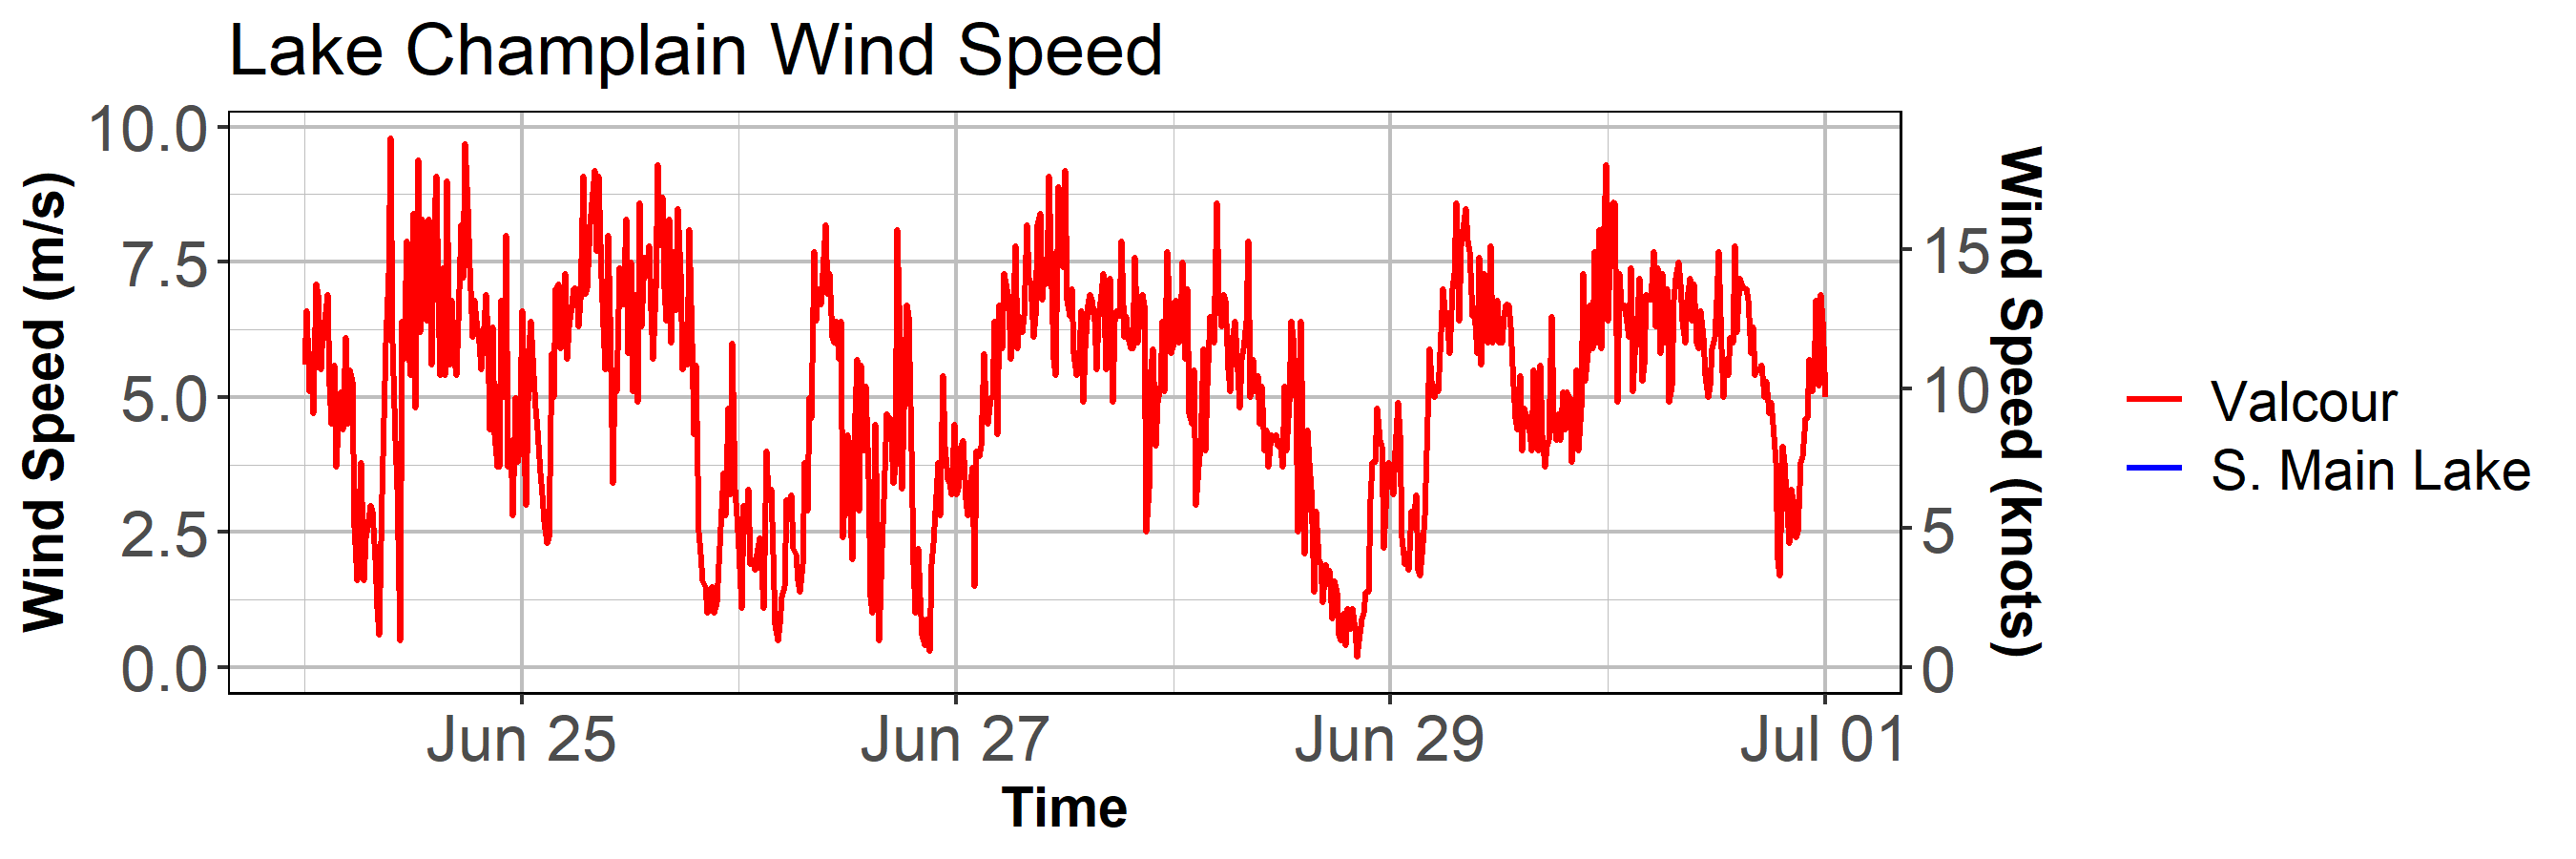 Lake Champlain Wind Speed
Wind Speed (m/s)
10.0
7.5
5.0
2.5
0.0
Wind Speed (knots)
15
10
5
0
Jun 25
Jun 27
Jun 29
Jul 01
Time
Valcour
S. Main Lake